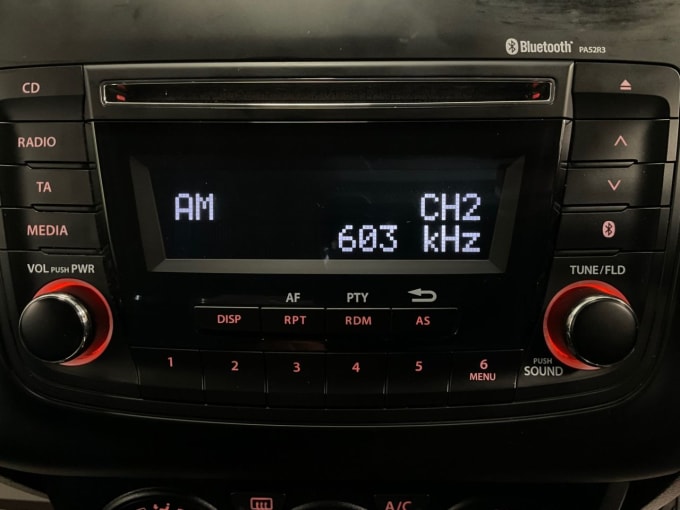 Bluetooth® PA52R3
CD
RADIO
TA
MEDIA
AM CH2
603 kHz
VOL PUSH PWR
TUNE/FLD
AF PTY
DISP RPT RDM AS
1 2 3 4 5 6
MENU
PUSH
SOUND
A/C